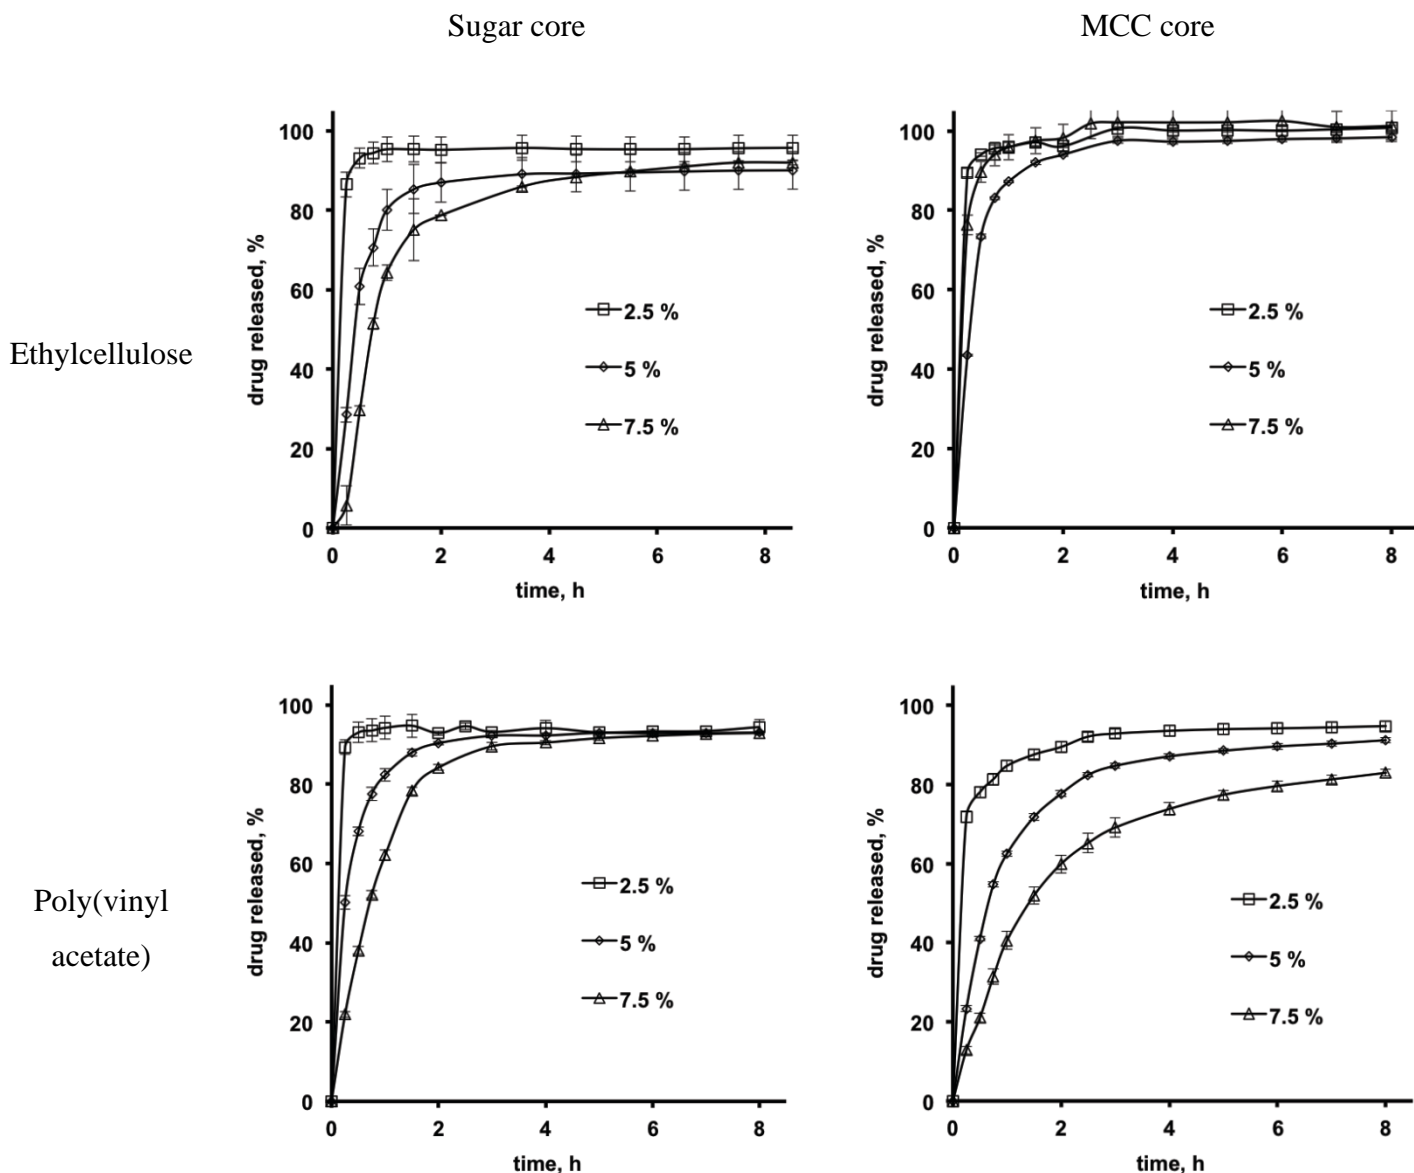 Sugar core
MCC core
Ethylcellulose
drug released, %
100
80
60
40
20
0
2.5 %
5 %
7.5 %
0 2 4 6 8
time, h
drug released, %
100
80
60
40
20
0
2.5 %
5 %
7.5 %
0 2 4 6 8
time, h
Poly(vinyl
acetate)
drug released, %
100
80
60
40
20
0
2.5 %
5 %
7.5 %
0 2 4 6 8
time, h
drug released, %
100
80
60
40
20
0
2.5 %
5 %
7.5 %
0 2 4 6 8
time, h